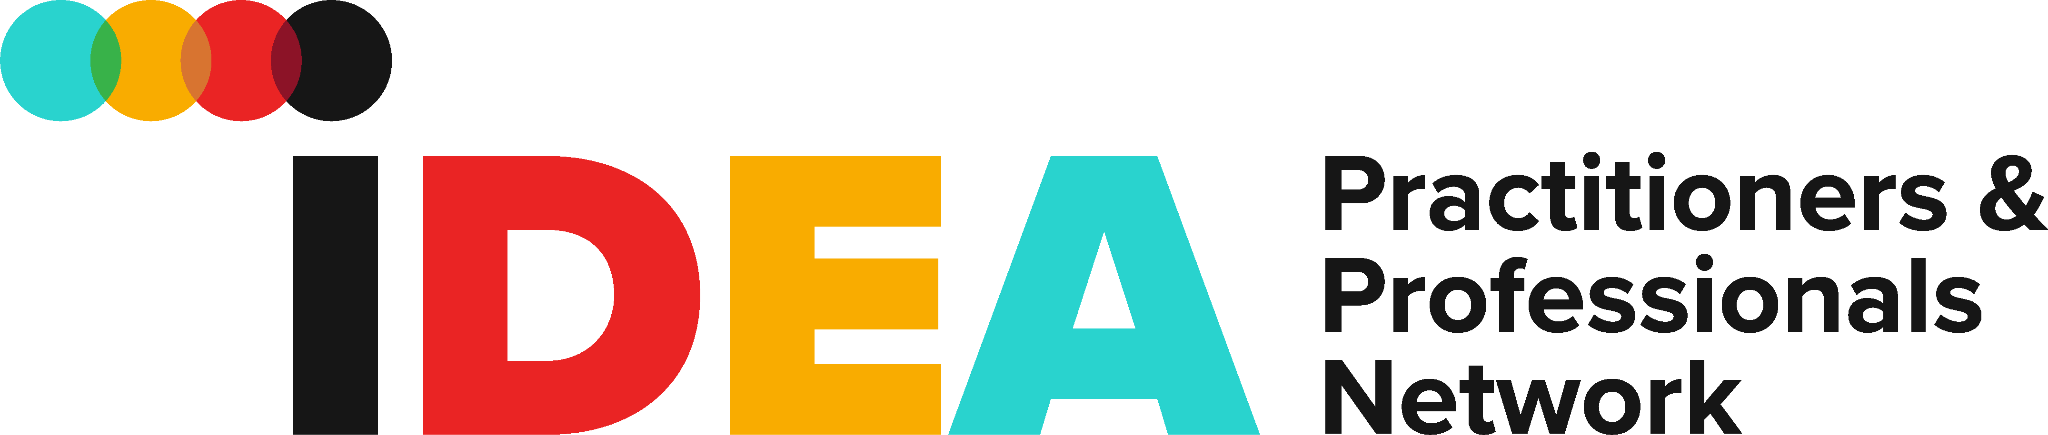 iDEA
Practitioners &
Professionals
Network